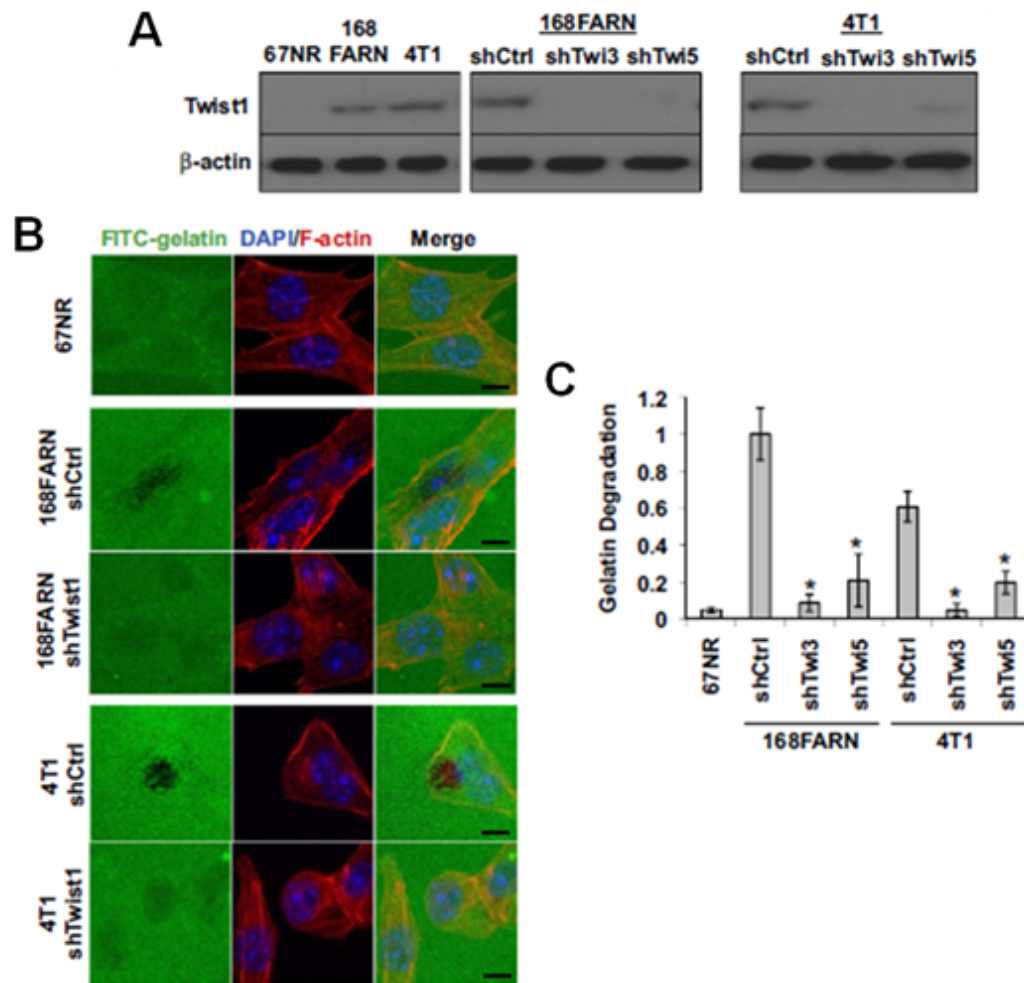 A
168
67NR FARN 4T1
168FARN
shCtrl shTwi3 shTwi5
4T1
shCtrl shTwi3 shTwi5
Twist1
β-actin
B
FITC-gelatin DAPI/F-actin Merge
67NR
168FARN
shCtrl
168FARN
shTwist1
4T1
shCtrl
4T1
shTwist1
C
Gelatin Degradation
1.2
1
0.8
0.6
0.4
0.2
0
* * * *
67NR shCtrl shTwi3 shTwi5 shCtrl shTwi3 shTwi5
168FARN 4T1